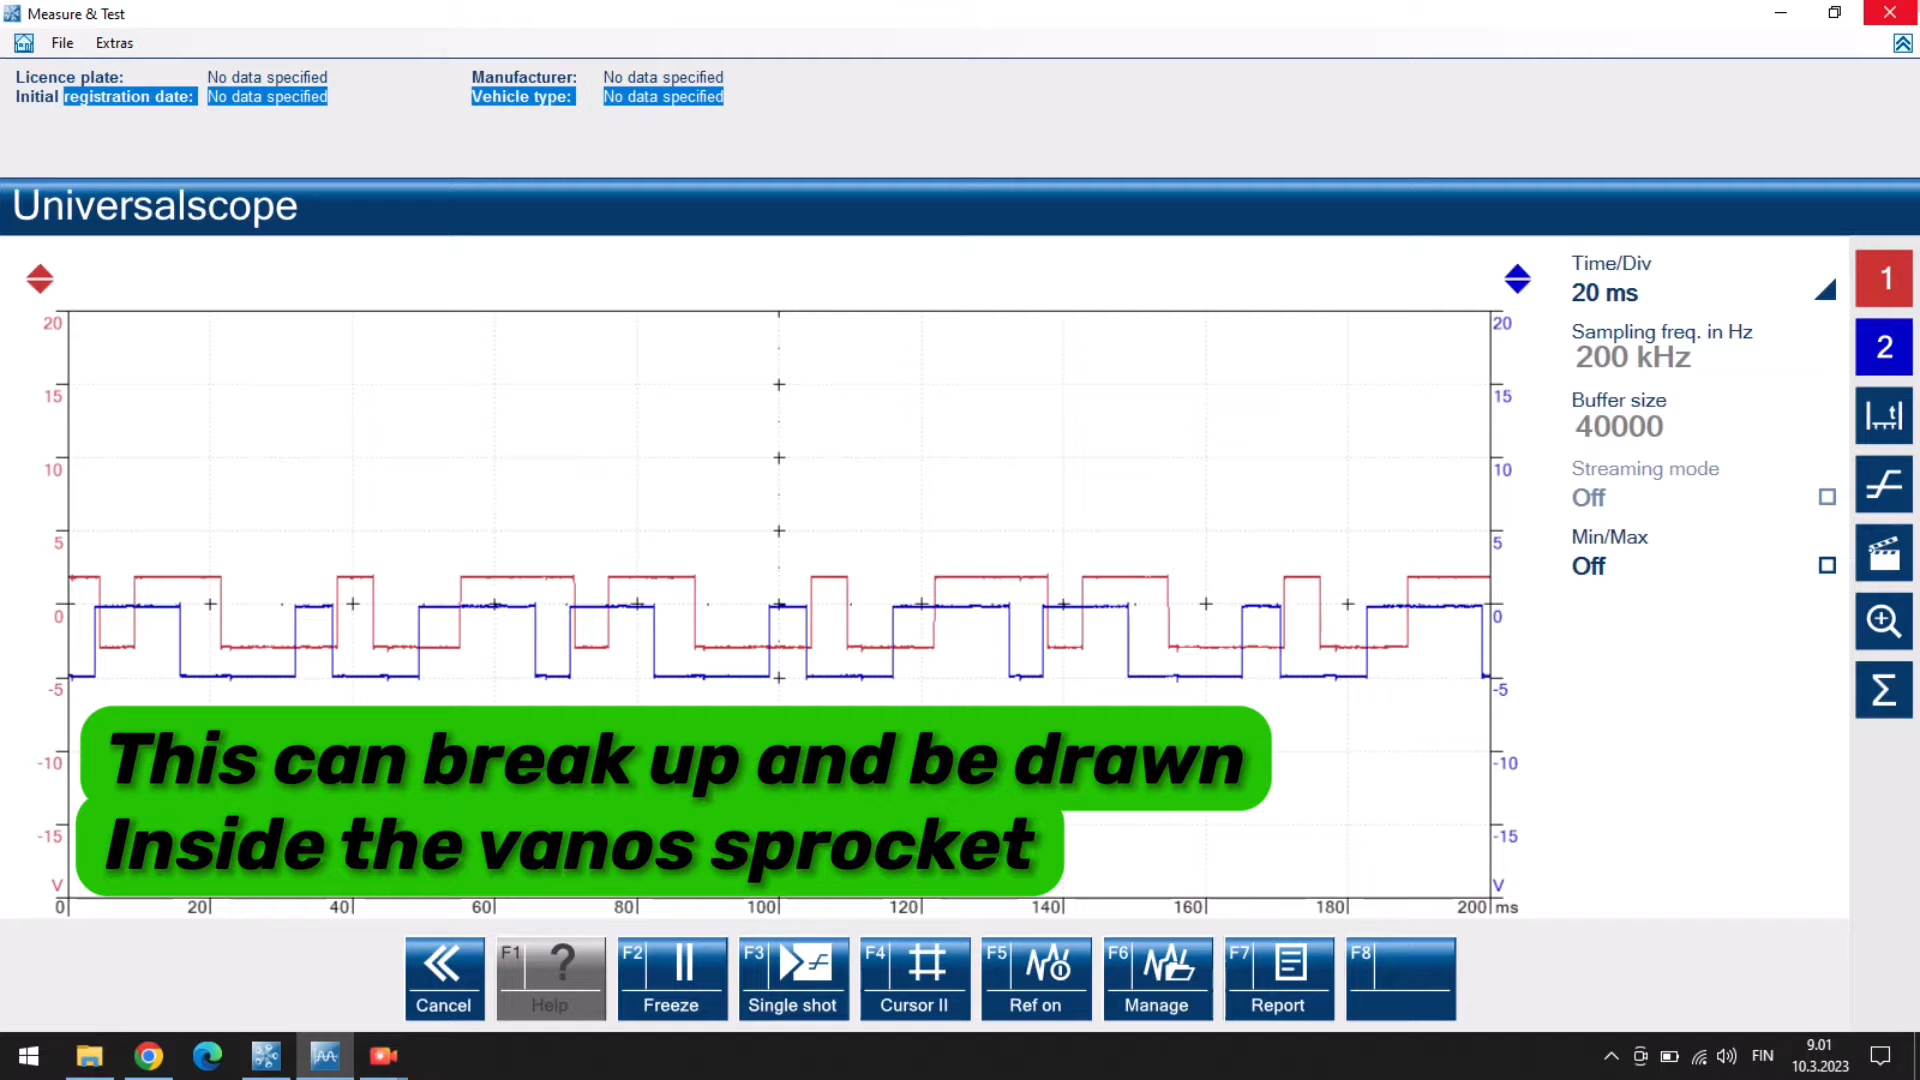 Measure & Test
File Extras
Licence plate: No data specified Manufacturer: No data specified
Initial registration date: No data specified Vehicle type: No data specified
Universalscope
Time/Div
20 ms
Sampling freq. in Hz
200 kHz
Buffer size
40000
Streaming mode
Off
Min/Max
Off
1
2
t
Σ
20 20
15 15
10 10
5 5
0 0
-5 -5
-10 -10
-15 -15
V V
0 20 40 60 80 100 120 140 160 180 200 ms
This can break up and be drawn
Inside the vanos sprocket
F1 ? F2 F3 F4 F5 F6 F7 F8
Cancel Help Freeze Single shot Cursor II Ref on Manage Report
FIN
9.01
10.3.2023